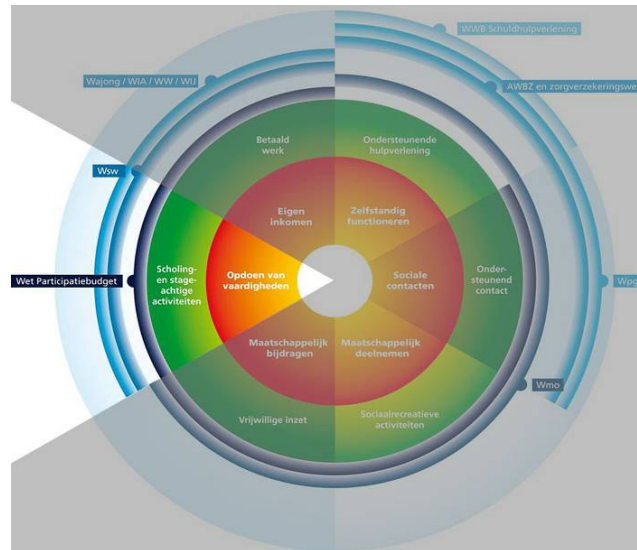 WWB Schuldhulpverlening
Wajong / WIA / WW / WIJ
AWBZ en zorgverzekeringswe
Betaald
werk
Ondersteunende
hulpverlening
Wsw
Eigen
inkomen
Zelfstandig
functioneren
Wet Participatiebudget
Scholing-
en stage-
achtige
activiteiten
Opdoen van
vaardigheden
Sociale
contacten
Onder-
steunend
contact
Wpg
Maatschappelijk
bijdragen
Maatschappelijk
deelnemen
Wmo
Vrijwillige inzet
Sociaalrecreatieve
activiteiten